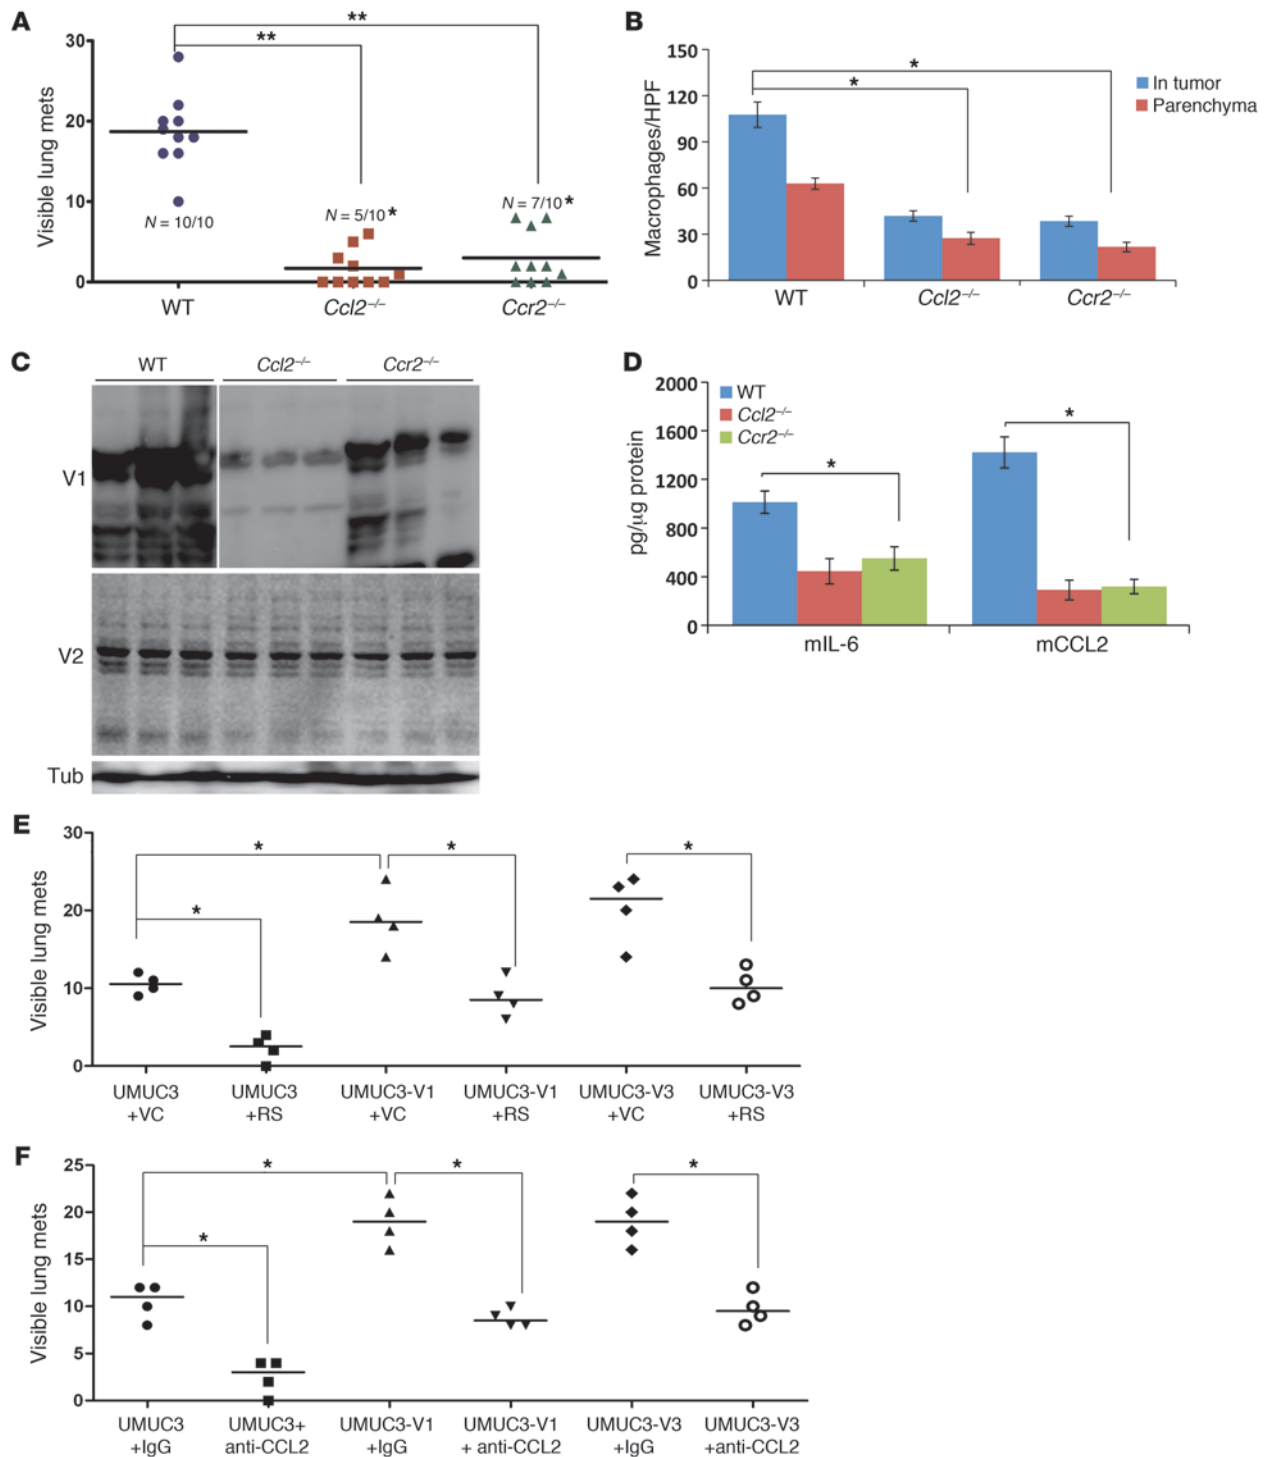 A
**
**
30
20
10
0
Visible lung mets
N = 10/10
N = 5/10 *
N = 7/10 *
WT
Ccl2–/–
Ccr2–/–
B
150
120
90
60
30
0
Macrophages/HPF
*
*
In tumor
Parenchyma
WT
Ccl2–/–
Ccr2–/–
C
WT
Ccl2–/–
Ccr2–/–
V1
V2
Tub
D
2000
1600
1200
800
400
0
pg/μg protein
WT
Ccl2–/–
Ccr2–/–
*
*
mIL-6
mCCL2
E
30
20
10
0
Visible lung mets
*
*
*
*
UMUC3
+VC
UMUC3
+RS
UMUC3-V1
+VC
UMUC3-V1
+RS
UMUC3-V3
+VC
UMUC3-V3
+RS
F
25
20
15
10
5
0
Visible lung mets
*
*
*
*
UMUC3
+IgG
UMUC3+
anti-CCL2
UMUC3-V1
+IgG
UMUC3-V1
+ anti-CCL2
UMUC3-V3
+IgG
UMUC3-V3
+anti-CCL2